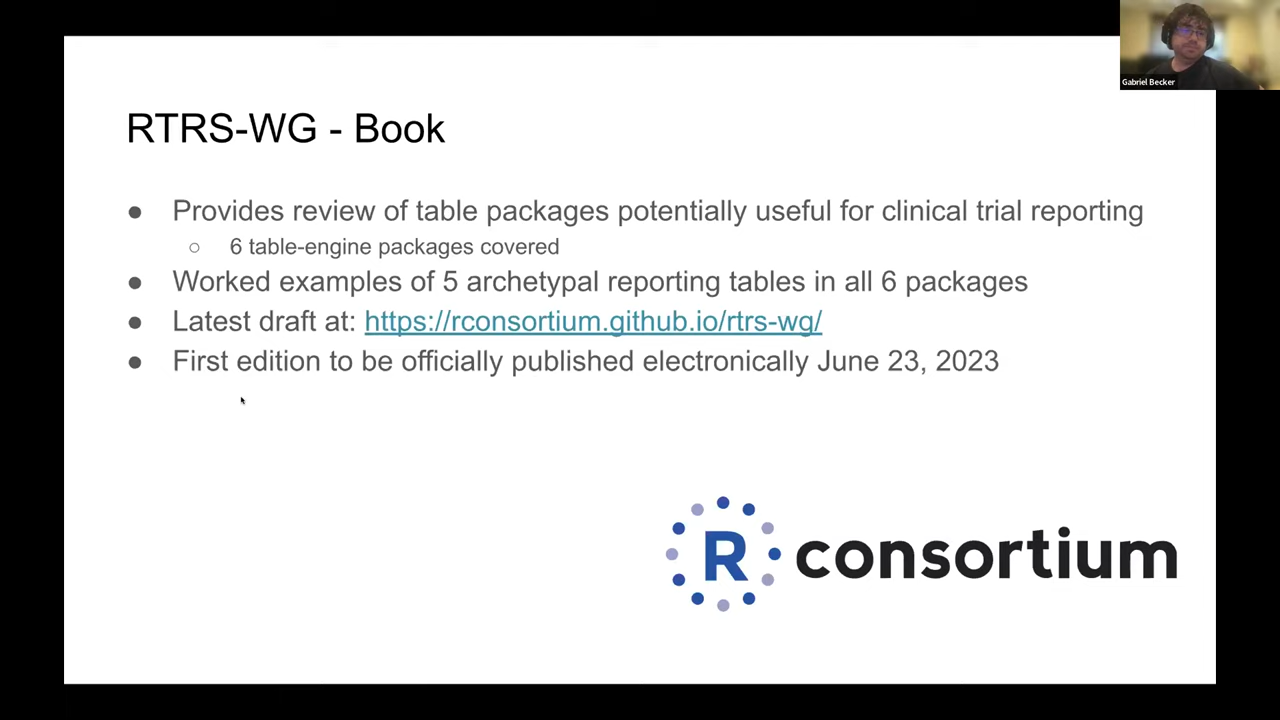 Gabriel Becker
RTRS-WG - Book
● Provides review of table packages potentially useful for clinical trial reporting
○ 6 table-engine packages covered
● Worked examples of 5 archetypal reporting tables in all 6 packages
● Latest draft at: https://rconsortium.github.io/rtrs-wg/
● First edition to be officially published electronically June 23, 2023
R consortium